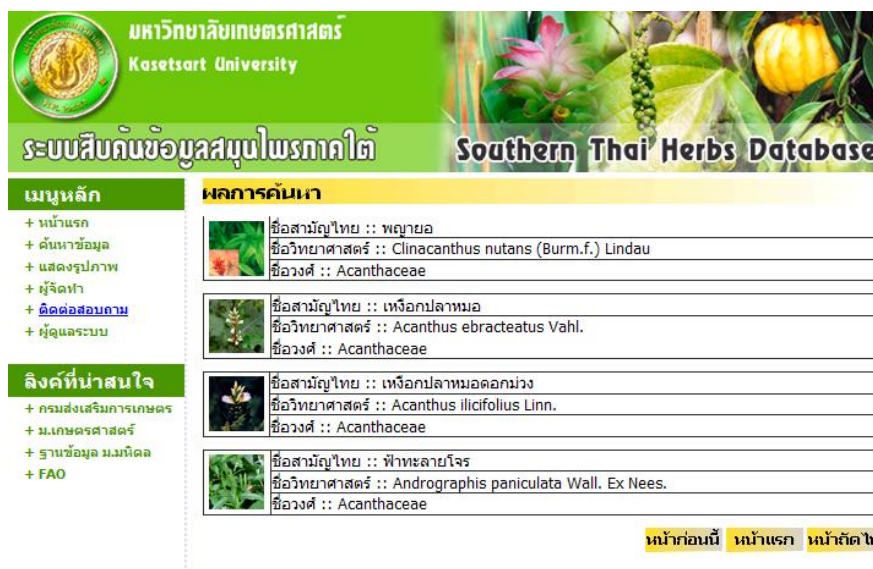 มหาวิทยาลัยเกษตรศาสตร์
Kasetsart University
ระบบสืบค้นข้อมูลสมุนไพรภาคใต้
Southern Thai Herbs Database
เมนูหลัก
+ หน้าแรก
+ ค้นหาข้อมูล
+ แสดงรูปภาพ
+ ผู้จัดทำ
+ ติดต่อสอบถาม
+ ผู้ดูแลระบบ
ลิงค์ที่น่าสนใจ
+ กรมส่งเสริมการเกษตร
+ ม.เกษตรศาสตร์
+ ฐานข้อมูล ม.มหิดล
+ FAO
ผลการค้นหา
ชื่อสามัญไทย :: พญายอ
ชื่อวิทยาศาสตร์ :: Clinacanthus nutans (Burm.f.) Lindau
ชื่อวงศ์ :: Acanthaceae
ชื่อสามัญไทย :: เหงือกปลาหมอ
ชื่อวิทยาศาสตร์ :: Acanthus ebracteatus Vahl.
ชื่อวงศ์ :: Acanthaceae
ชื่อสามัญไทย :: เหงือกปลาหมอดอกม่วง
ชื่อวิทยาศาสตร์ :: Acanthus ilicifolius Linn.
ชื่อวงศ์ :: Acanthaceae
ชื่อสามัญไทย :: ฟ้าทะลายโจร
ชื่อวิทยาศาสตร์ :: Andrographis paniculata Wall. Ex Nees.
ชื่อวงศ์ :: Acanthaceae
หน้าก่อนนี้ หน้าแรก หน้าถัดไ